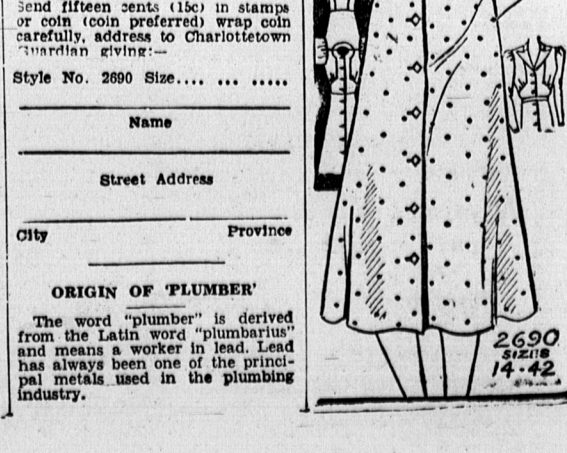 Send fifteen cents (15c) in stamps
or coin (coin preferred) wrap coin
carefully, address to Charlottetown
Guardian giving:—
Style No. 2690 Size.... ... .....
Name
Street Address
City Province
ORIGIN OF 'PLUMBER'
The word "plumber" is derived
from the Latin word "plumbarius"
and means a worker in lead. Lead
has always been one of the princi-
pal metals used in the plumbing
industry.
2690
SIZES
14-42